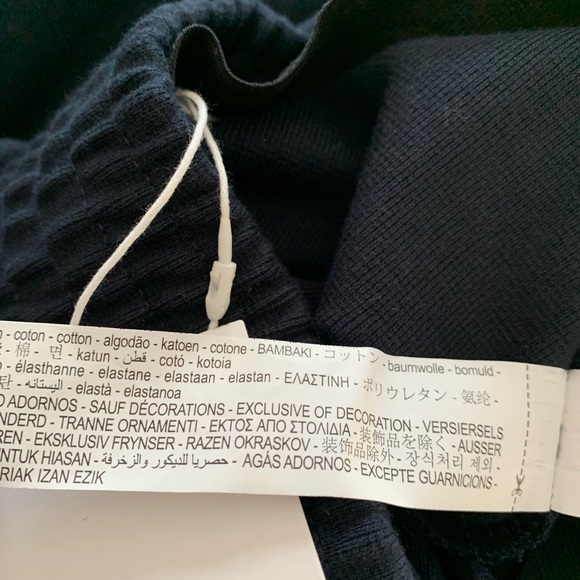 - coton - cotton - algodão - katoen - cotone - BAMBAKI - コットン - baumwolle - bomuld -
- 棉 - 면 - katun - قطن - cotó - kotoia
- élasthanne - elastane - elastaan - elastan - ΕΛΑΣΤΙΝΗ - ポリウレタン - 氨纶 -
란 - اليستانه - elastà - elastanoa
ADORNOS - SAUF DÉCORATIONS - EXCLUSIVE OF DECORATION - VERSIERSELS
NDERD - TRANNE ORNAMENTI - ΕΚΤΟΣ ΑΠΟ ΣΤΟΛΙΔΙΑ - 装飾品を除く - AUSSER
REN - EKSKLUSIV FRYNSER - RAZEN OKRASKOV - 装饰品除外 - 장식처리 제외 -
NTUK HIASAN - حصريا للديكور والزخرفة - AGÁS ADORNOS - EXCEPTE GUARNICIONS -
RIAK IZAN EZIK